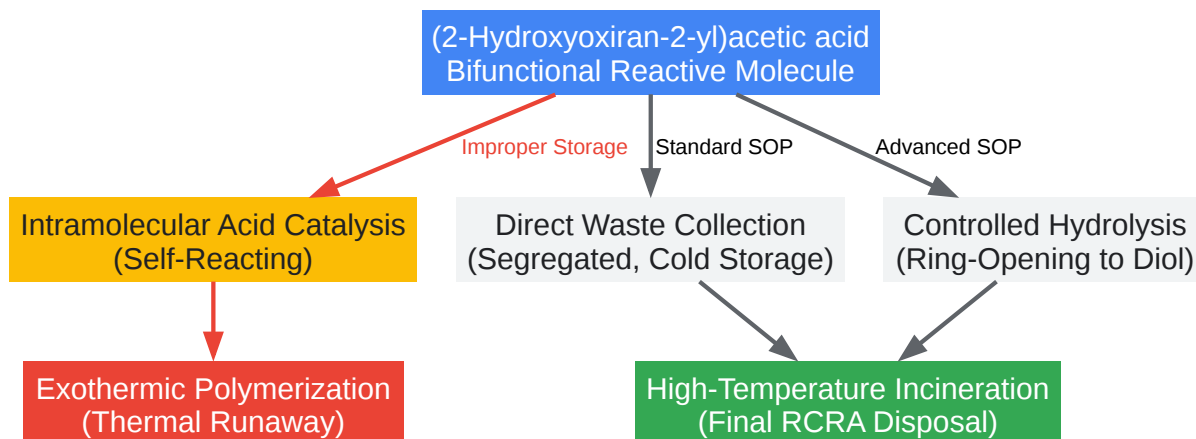 (2-Hydroxyoxiran-2-yl)acetic acid
Bifunctional Reactive Molecule
Improper Storage
Standard SOP
Advanced SOP
Intramolecular Acid Catalysis
(Self-Reacting)
Direct Waste Collection
(Segregated, Cold Storage)
Controlled Hydrolysis
(Ring-Opening to Diol)
Exothermic Polymerization
(Thermal Runaway)
High-Temperature Incineration
(Final RCRA Disposal)